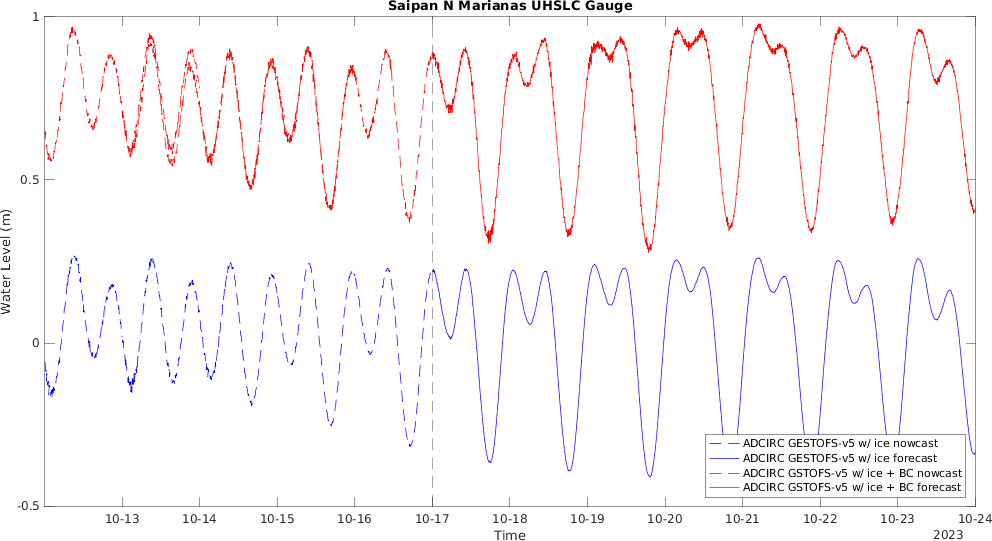 Saipan N Marianas UHSLC Gauge
Water Level (m)
1
0.5
0
-0.5
ADCIRC GESTOFS-v5 w/ ice nowcast
ADCIRC GESTOFS-v5 w/ ice forecast
ADCIRC GSTOFS-v5 w/ ice + BC nowcast
ADCIRC GSTOFS-v5 w/ ice + BC forecast
10-13 10-14 10-15 10-16 10-17 10-18 10-19 10-20 10-21 10-22 10-23 10-24
Time
2023